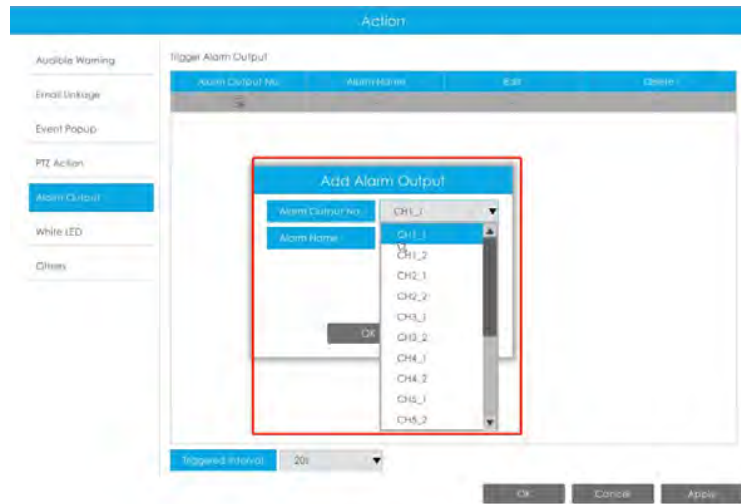 Action
Audible Warning
Email Linkage
Event Popup
PTZ Action
Alarm Output
White LED
Others
Trigger Alarm Output
Alarm Output No. Alarm Name Edit Delete
Add Alarm Output
Alarm Output No. CH1_1
Alarm Name
CH1_1
CH1_2
CH2_1
CH2_2
CH3_1
CH3_2
CH4_1
CH4_2
CH5_1
CH5_2
OK
Triggered Interval 20s
OK Cancel Apply